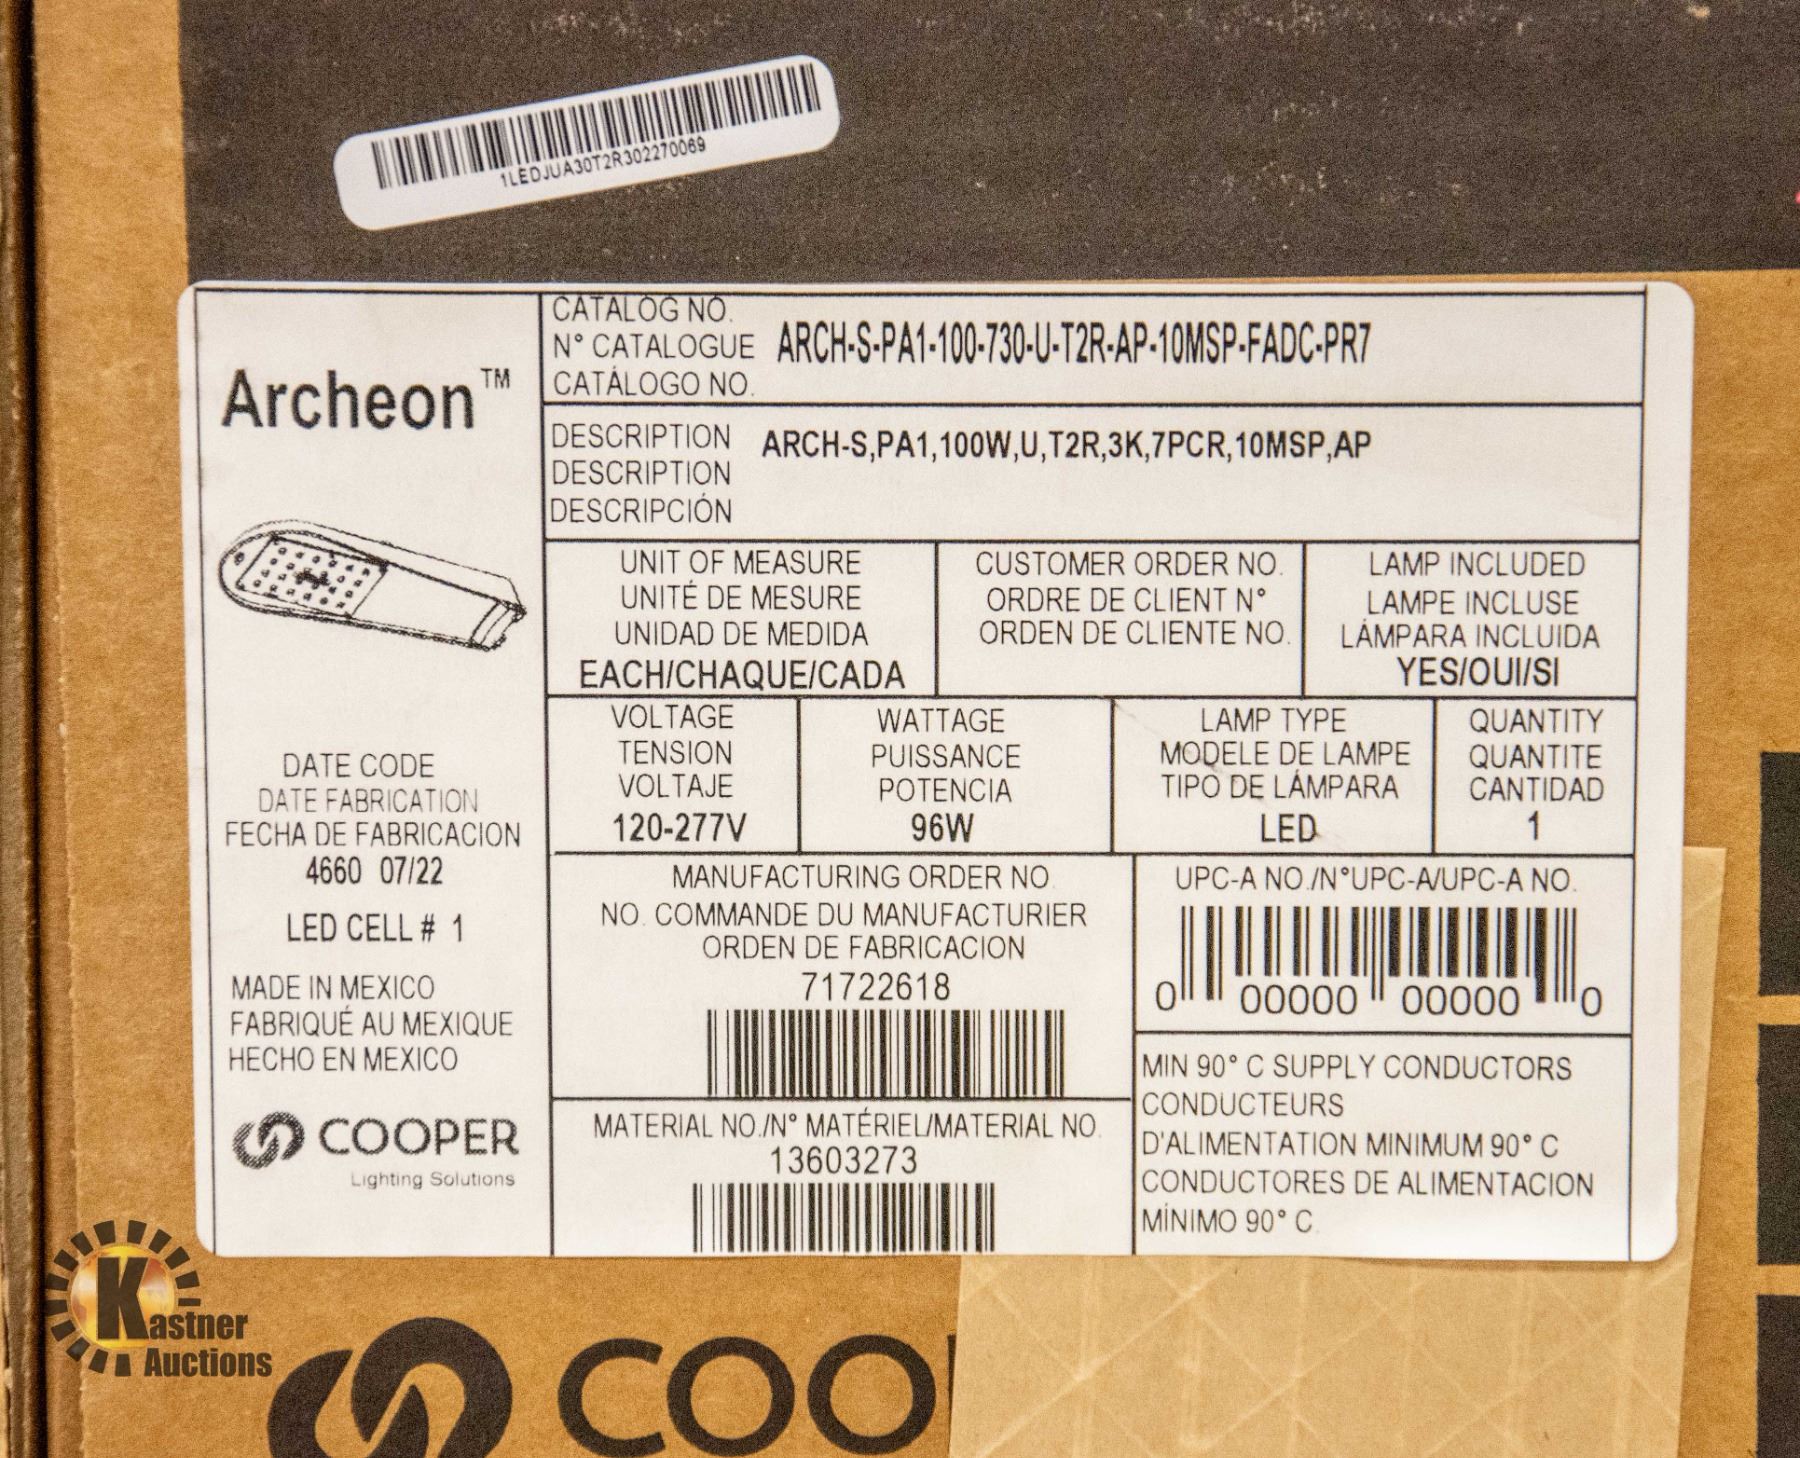 1LEDJUA30T2R302270069
Archeon™
CATALOG NO.
N° CATALOGUE
CATÁLOGO NO.
ARCH-S-PA1-100-730-U-T2R-AP-10MSP-FADC-PR7
DESCRIPTION
DESCRIPTION
DESCRIPCIÓN
ARCH-S,PA1,100W,U,T2R,3K,7PCR,10MSP,AP
UNIT OF MEASURE
UNITÉ DE MESURE
UNIDAD DE MEDIDA
EACH/CHAQUE/CADA
CUSTOMER ORDER NO.
ORDRE DE CLIENT N°
ORDEN DE CLIENTE NO.
LAMP INCLUDED
LAMPE INCLUSE
LÁMPARA INCLUIDA
YES/OUI/SI
VOLTAGE
TENSION
VOLTAJE
120-277V
WATTAGE
PUISSANCE
POTENCIA
96W
LAMP TYPE
MODELE DE LAMPE
TIPO DE LÁMPARA
LED
QUANTITY
QUANTITE
CANTIDAD
1
DATE CODE
DATE FABRICATION
FECHA DE FABRICACION
4660 07/22
LED CELL # 1
MADE IN MEXICO
FABRIQUÉ AU MEXIQUE
HECHO EN MEXICO
COOPER
Lighting Solutions
MANUFACTURING ORDER NO.
NO. COMMANDE DU MANUFACTURIER
ORDEN DE FABRICACION
71722618
MATERIAL NO./N° MATÉRIEL/MATERIAL NO.
13603273
UPC-A NO./N°UPC-A/UPC-A NO.
0 00000 00000 0
MIN 90° C SUPPLY CONDUCTORS
CONDUCTEURS
D'ALIMENTATION MINIMUM 90° C
CONDUCTORES DE ALIMENTACION
MÍNIMO 90° C.
Kastner
Auctions
COO